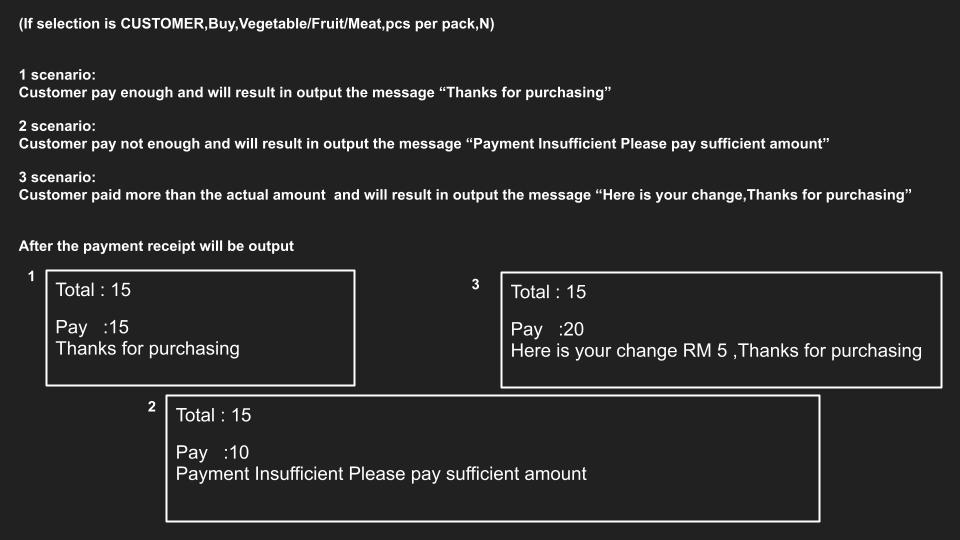 (If selection is CUSTOMER,Buy,Vegetable/Fruit/Meat,pcs per pack,N)
1 scenario:
Customer pay enough and will result in output the message “Thanks for purchasing”
2 scenario:
Customer pay not enough and will result in output the message “Payment Insufficient Please pay sufficient amount”
3 scenario:
Customer paid more than the actual amount  and will result in output the message “Here is your change,Thanks for purchasing”
After the payment receipt will be output
1
Total : 15
Pay   :15
Thanks for purchasing
3
Total : 15
Pay   :20
Here is your change RM 5 ,Thanks for purchasing
2
Total : 15
Pay   :10
Payment Insufficient Please pay sufficient amount